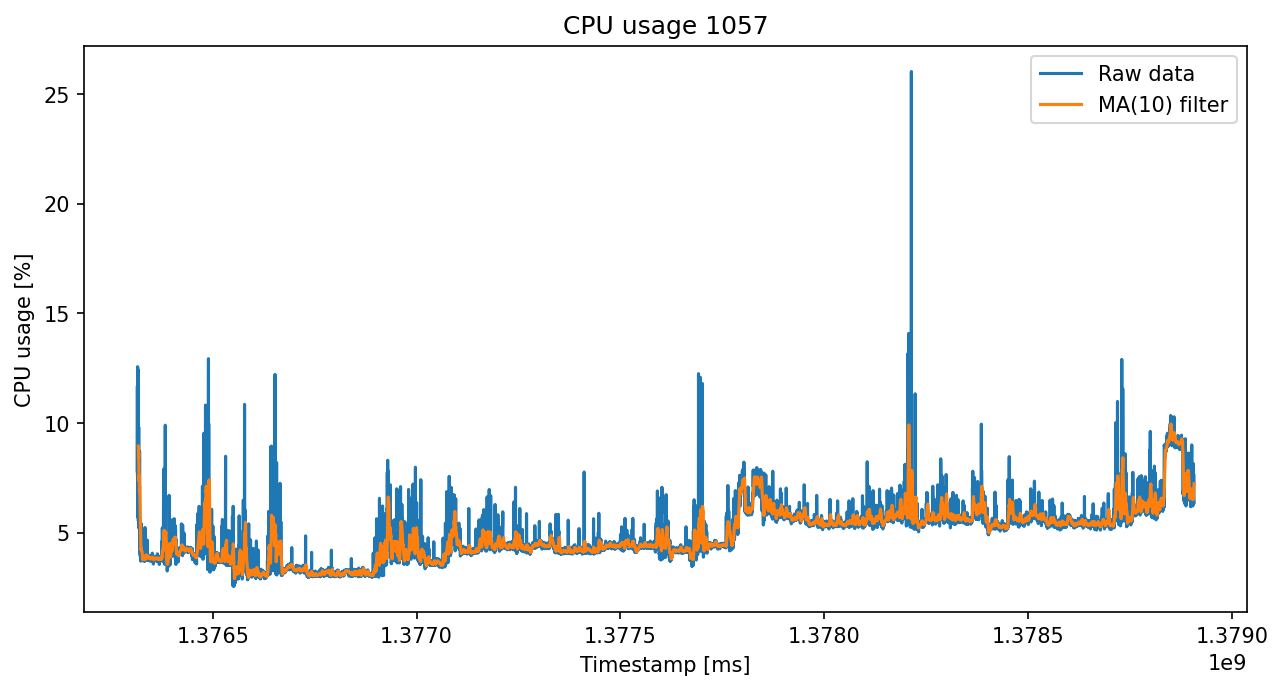 CPU usage 1057
Raw data
MA(10) filter
CPU usage [%]
25
20
15
10
5
1.3765 1.3770 1.3775 1.3780 1.3785 1.3790
1e9
Timestamp [ms]